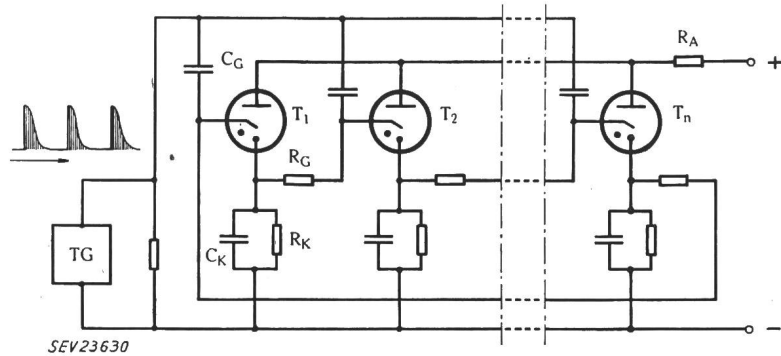 R_A
+
C_G
T_1
T_2
T_n
R_G
TG
C_K
R_K
−
SEV23630